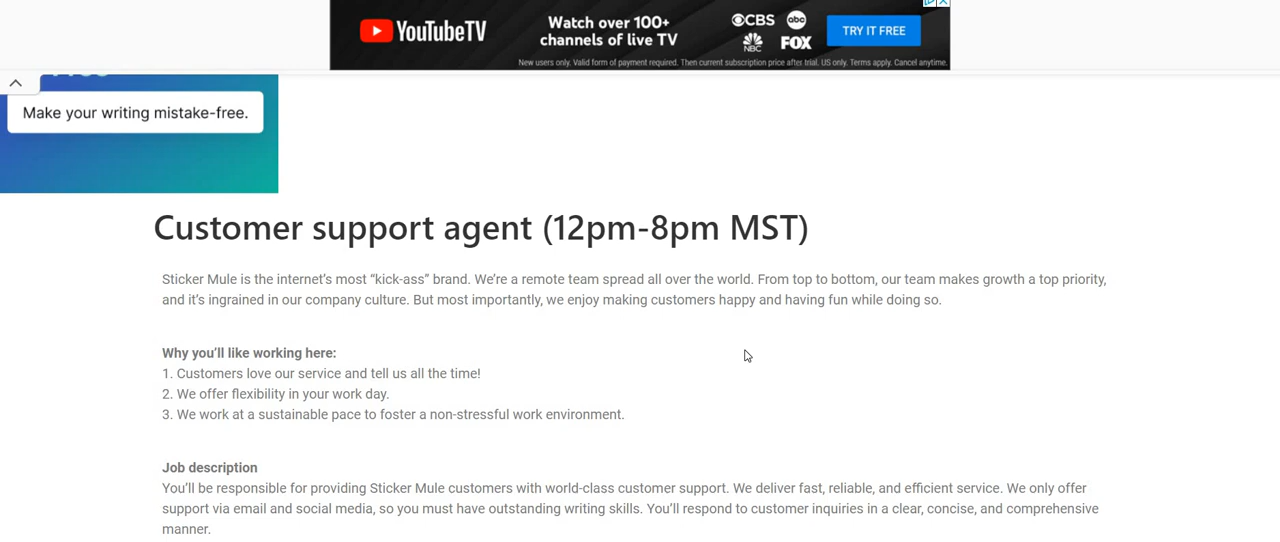 YouTubeTV
Watch over 100+
channels of live TV
CBS
abc
NBC
FOX
TRY IT FREE
New users only. Valid form of payment required. Then current subscription price after trial. US only. Terms apply. Cancel anytime.
Make your writing mistake-free.
Customer support agent (12pm-8pm MST)
Sticker Mule is the internet’s most “kick-ass” brand. We’re a remote team spread all over the world. From top to bottom, our team makes growth a top priority,
and it’s ingrained in our company culture. But most importantly, we enjoy making customers happy and having fun while doing so.
Why you’ll like working here:
1. Customers love our service and tell us all the time!
2. We offer flexibility in your work day.
3. We work at a sustainable pace to foster a non-stressful work environment.
Job description
You’ll be responsible for providing Sticker Mule customers with world-class customer support. We deliver fast, reliable, and efficient service. We only offer
support via email and social media, so you must have outstanding writing skills. You’ll respond to customer inquiries in a clear, concise, and comprehensive
manner.